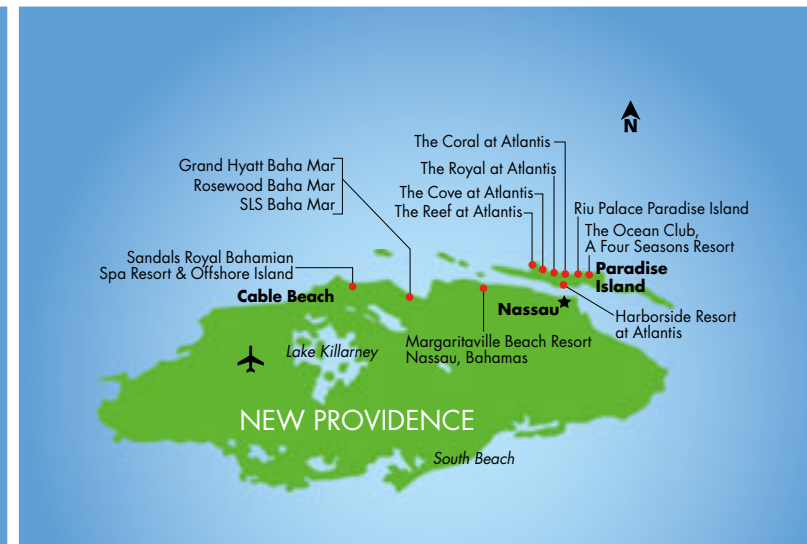 N
The Coral at Atlantis
Grand Hyatt Baha Mar
Rosewood Baha Mar
SLS Baha Mar
The Royal at Atlantis
The Cove at Atlantis
The Reef at Atlantis
Riu Palace Paradise Island
The Ocean Club,
A Four Seasons Resort
Sandals Royal Bahamian
Spa Resort & Offshore Island
Cable Beach
Paradise
Island
Nassau
Harborside Resort
at Atlantis
Margaritaville Beach Resort
Nassau, Bahamas
Lake Killarney
NEW PROVIDENCE
South Beach